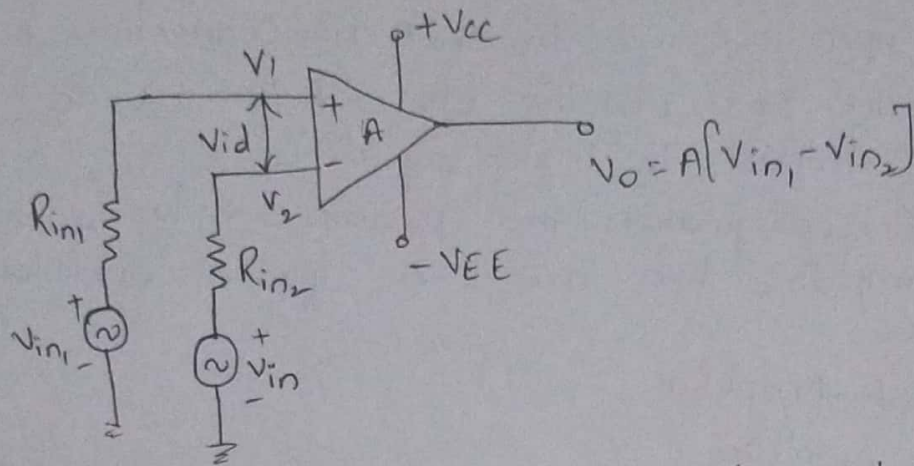 +Vcc
V1
+
A
Vid
-
V2
Vo = A[Vin1 - Vin2]
Rin1
-VEE
Rin2
+
Vin1
-
+
Vin
-